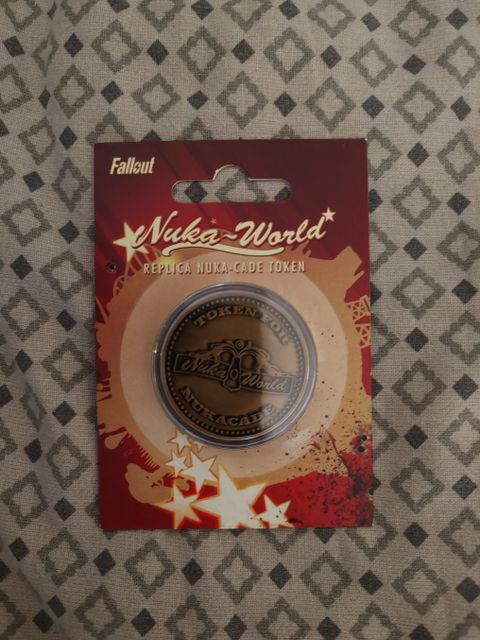 Fallout
Nuka~World
REPLICA NUKA-CADE TOKEN
TOKEN FOR
Nuka World
NUKACADE